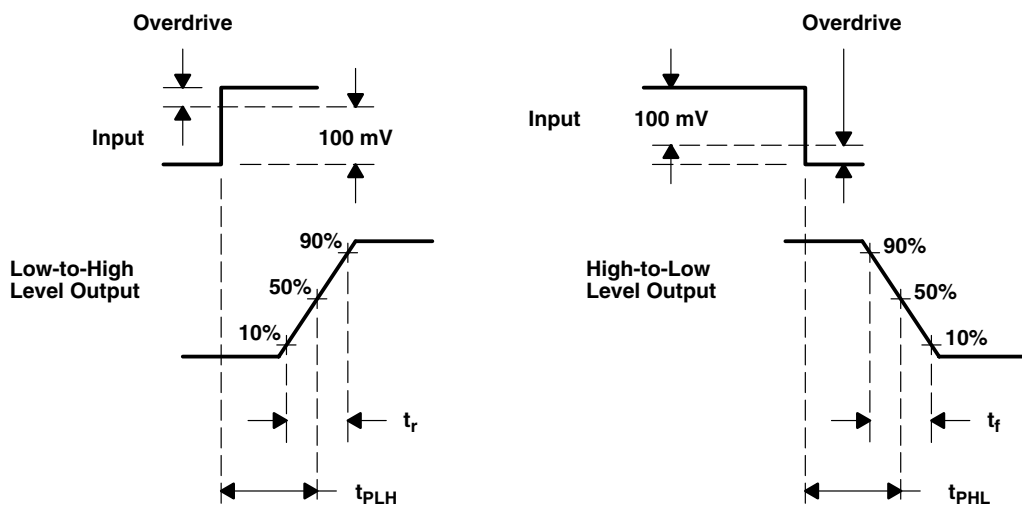 Overdrive
Input
100 mV
90%
Low-to-High
Level Output
50%
10%
tr
tPLH
Overdrive
Input
100 mV
90%
High-to-Low
Level Output
50%
10%
tf
tPHL